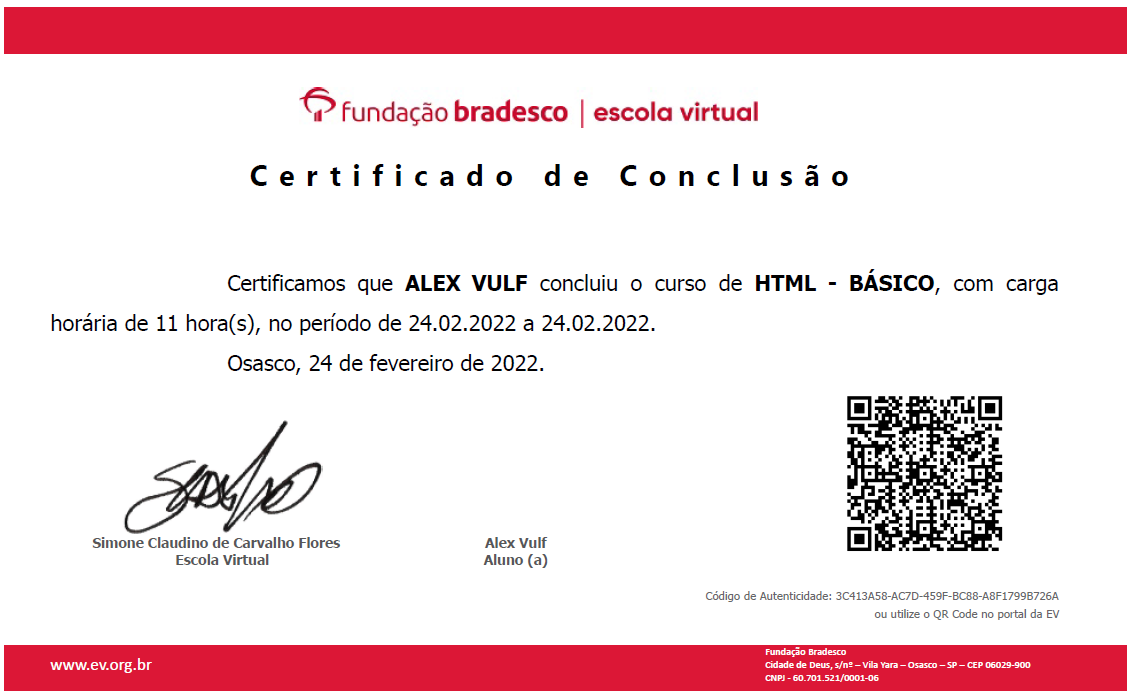 fundação bradesco | escola virtual
Certificado de Conclusão
Certificamos que ALEX VULF concluiu o curso de HTML - BÁSICO, com carga
horária de 11 hora(s), no período de 24.02.2022 a 24.02.2022.
Osasco, 24 de fevereiro de 2022.
Simone Claudino de Carvalho Flores
Escola Virtual
Alex Vulf
Aluno (a)
Código de Autenticidade: 3C413A58-AC7D-459F-BC88-A8F1799B726A
ou utilize o QR Code no portal da EV
www.ev.org.br
Fundação Bradesco
Cidade de Deus, s/nº – Vila Yara – Osasco – SP – CEP 06029-900
CNPJ - 60.701.521/0001-06